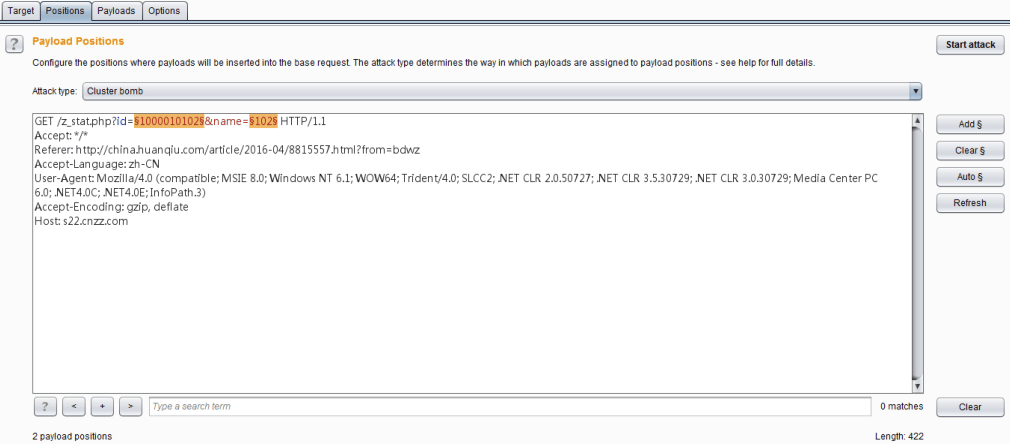 Target Positions Payloads Options
? Payload Positions Start attack
Configure the positions where payloads will be inserted into the base request. The attack type determines the way in which payloads are assigned to payload positions - see help for full details.
Attack type: Cluster bomb
GET /z_stat.php?id=§1000010102§&name=§102§ HTTP/1.1
Accept: */*
Referer: http://china.huanqiu.com/article/2016-04/8815557.html?from=bdwz
Accept-Language: zh-CN
User-Agent: Mozilla/4.0 (compatible; MSIE 8.0; Windows NT 6.1; WOW64; Trident/4.0; SLCC2; .NET CLR 2.0.50727; .NET CLR 3.5.30729; .NET CLR 3.0.30729; Media Center PC
6.0; .NET4.0C; .NET4.0E; InfoPath.3)
Accept-Encoding: gzip, deflate
Host: s22.cnzz.com
Add §
Clear §
Auto §
Refresh
? < + > Type a search term 0 matches Clear
2 payload positions Length: 422